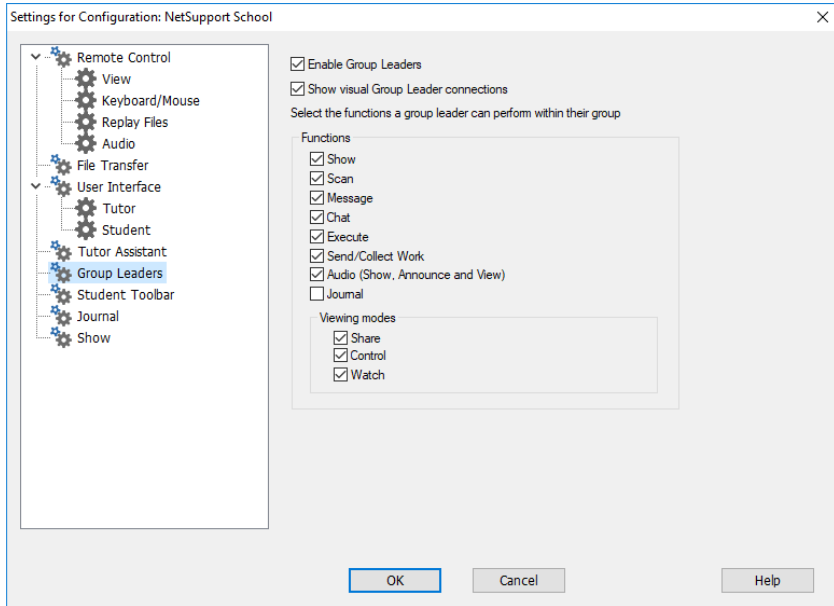 Settings for Configuration: NetSupport School
Remote Control
View
Keyboard/Mouse
Replay Files
Audio
File Transfer
User Interface
Tutor
Student
Tutor Assistant
Group Leaders
Student Toolbar
Journal
Show
Enable Group Leaders
Show visual Group Leader connections
Select the functions a group leader can perform within their group
Functions
Show
Scan
Message
Chat
Execute
Send/Collect Work
Audio (Show, Announce and View)
Journal
Viewing modes
Share
Control
Watch
OK
Cancel
Help